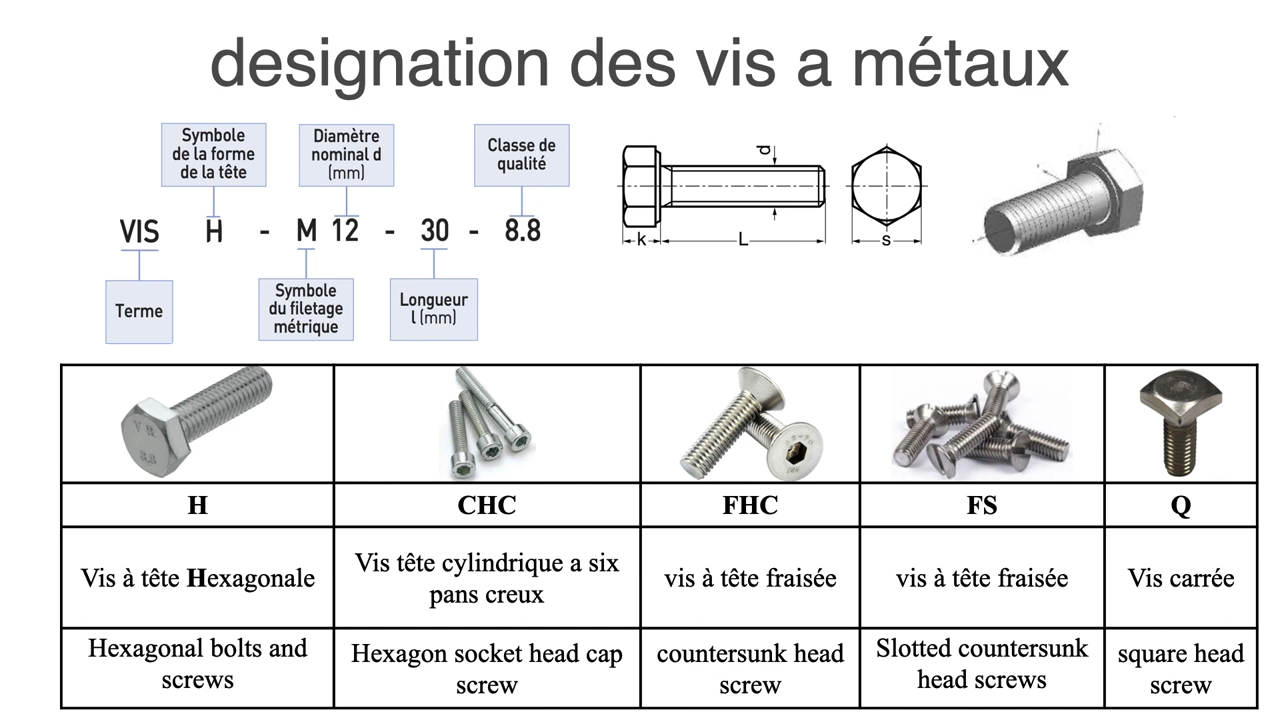 designation des vis a métaux
Symbole
de la forme
de la tête
Diamètre
nominal d
(mm)
Classe de
qualité
VIS H - M 12 - 30 - 8.8
Terme
Symbole
du filetage
métrique
Longueur
l (mm)
d
k
L
s
V R
8.8
H
CHC
FHC
FS
Q
Vis à tête Hexagonale
Vis tête cylindrique a six
pans creux
vis à tête fraisée
vis à tête fraisée
Vis carrée
Hexagonal bolts and
screws
Hexagon socket head cap
screw
countersunk head
screw
Slotted countersunk
head screws
square head
screw